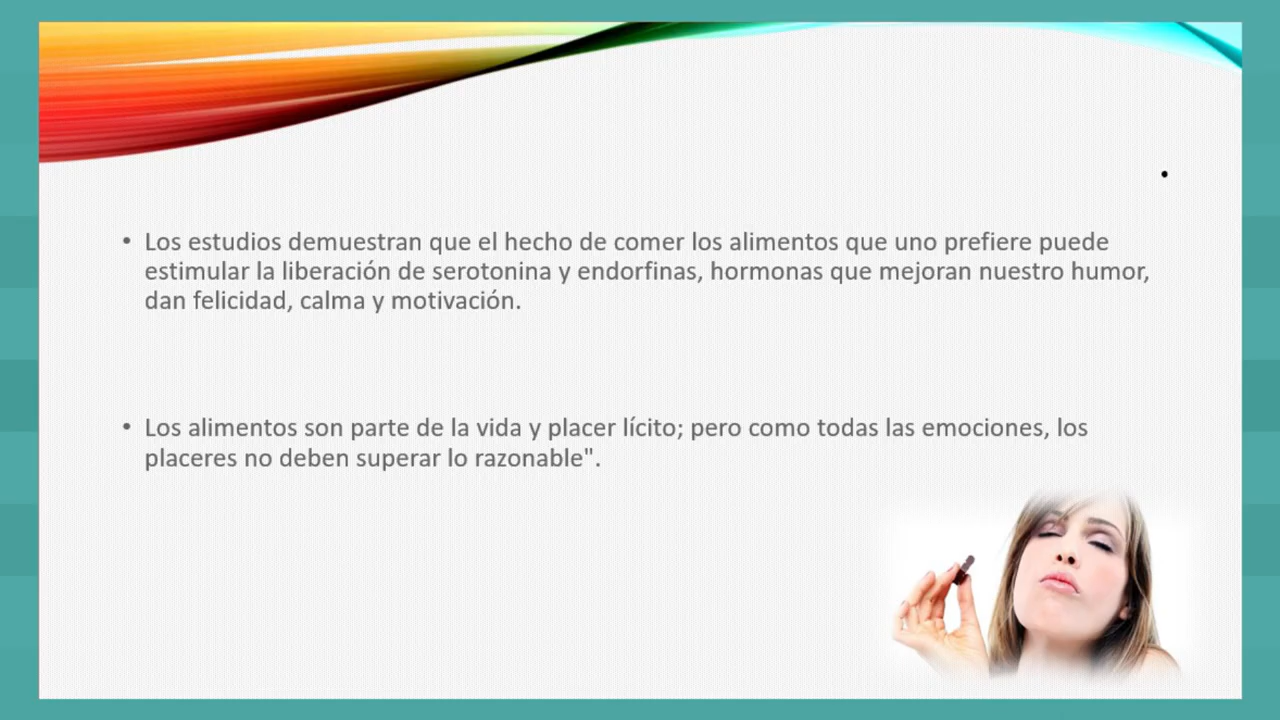 .
• Los estudios demuestran que el hecho de comer los alimentos que uno prefiere puede
estimular la liberación de serotonina y endorfinas, hormonas que mejoran nuestro humor,
dan felicidad, calma y motivación.
• Los alimentos son parte de la vida y placer lícito; pero como todas las emociones, los
placeres no deben superar lo razonable".